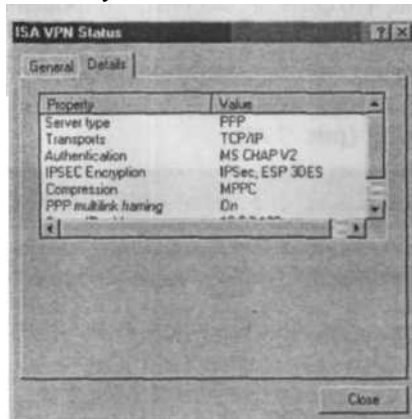 ISA VPN Status
General Details
Property Value
Server type PPP
Transports TCP/IP
Authentication MS CHAP V2
IPSEC Encryption IPSec, ESP 3DES
Compression MPPC
PPP multilink framing On
Close